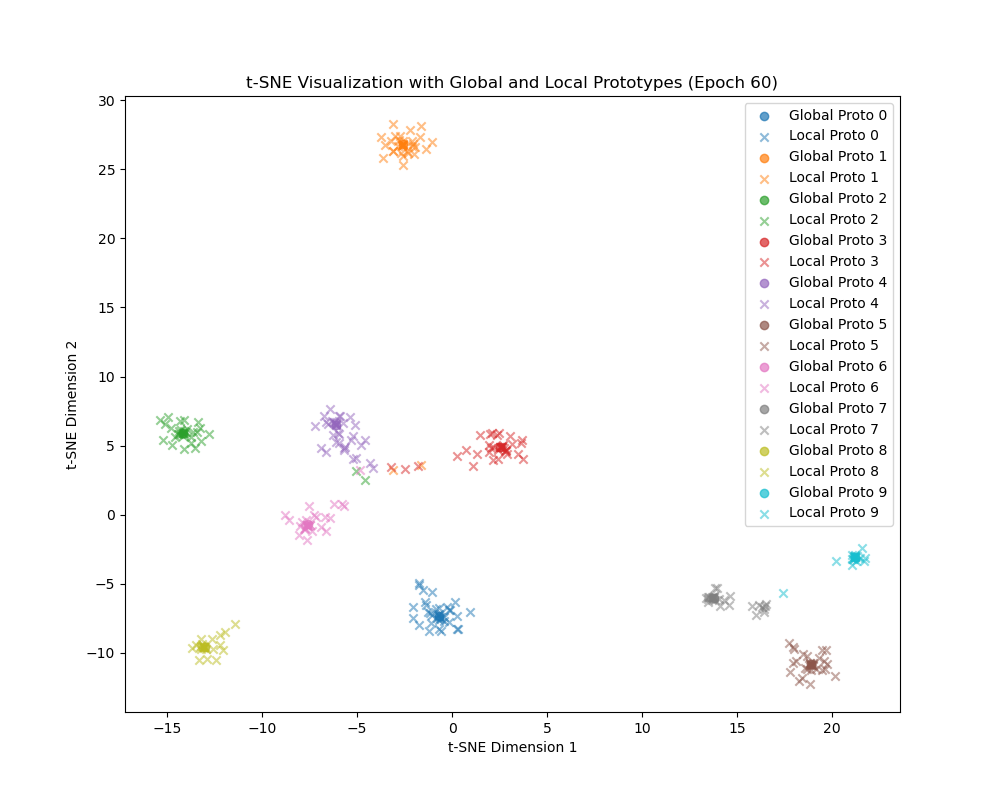 t-SNE Visualization with Global and Local Prototypes (Epoch 60)
30
25
20
15
10
5
0
−5
−10
t-SNE Dimension 2
−15
−10
−5
0
5
10
15
20
t-SNE Dimension 1
Global Proto 0
Local Proto 0
Global Proto 1
Local Proto 1
Global Proto 2
Local Proto 2
Global Proto 3
Local Proto 3
Global Proto 4
Local Proto 4
Global Proto 5
Local Proto 5
Global Proto 6
Local Proto 6
Global Proto 7
Local Proto 7
Global Proto 8
Local Proto 8
Global Proto 9
Local Proto 9